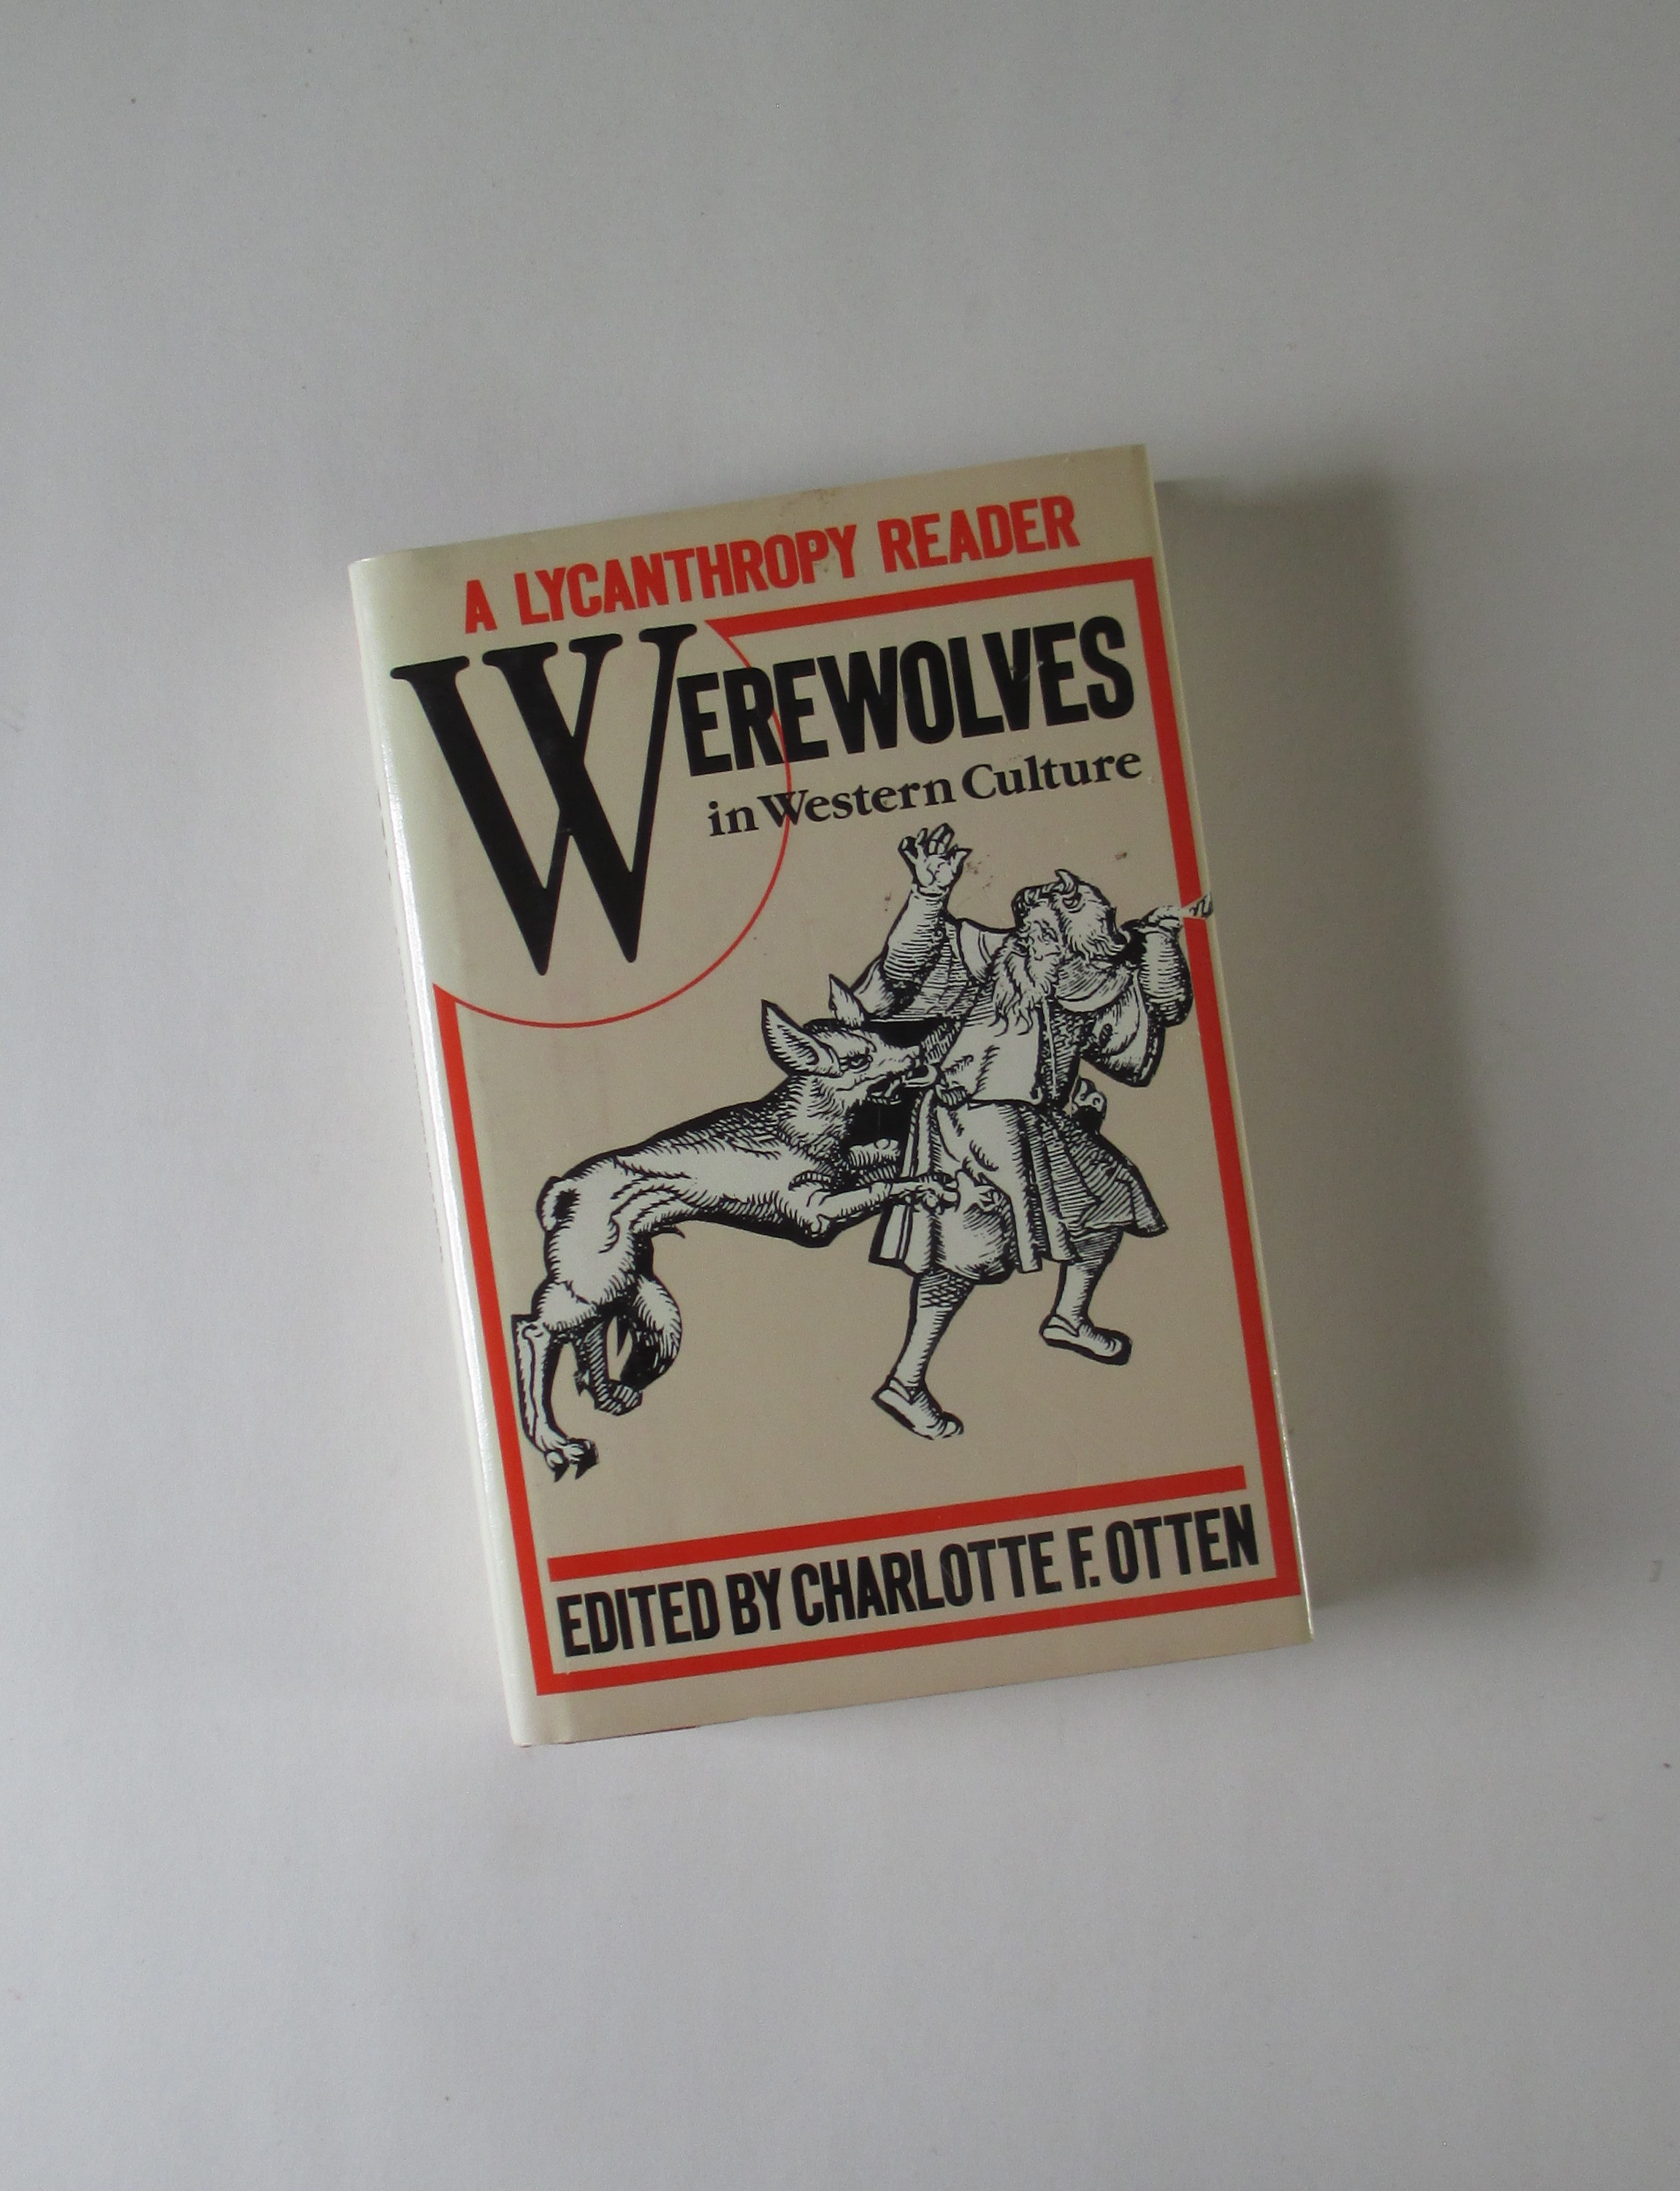 A LYCANTHROPY READER
WEREWOLVES
in Western Culture
EDITED BY CHARLOTTE F. OTTEN